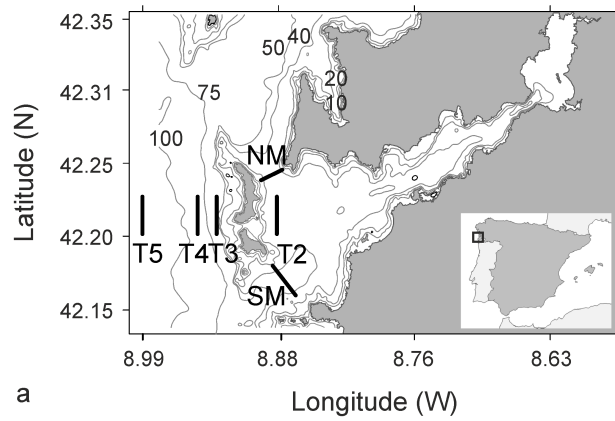 42.35
42.31
42.25
42.20
42.15
Latitude (N)
40
50
20
75
10
100
NM
T5
T4
T3
T2
SM
8.99
8.88
8.76
8.63
a
Longitude (W)